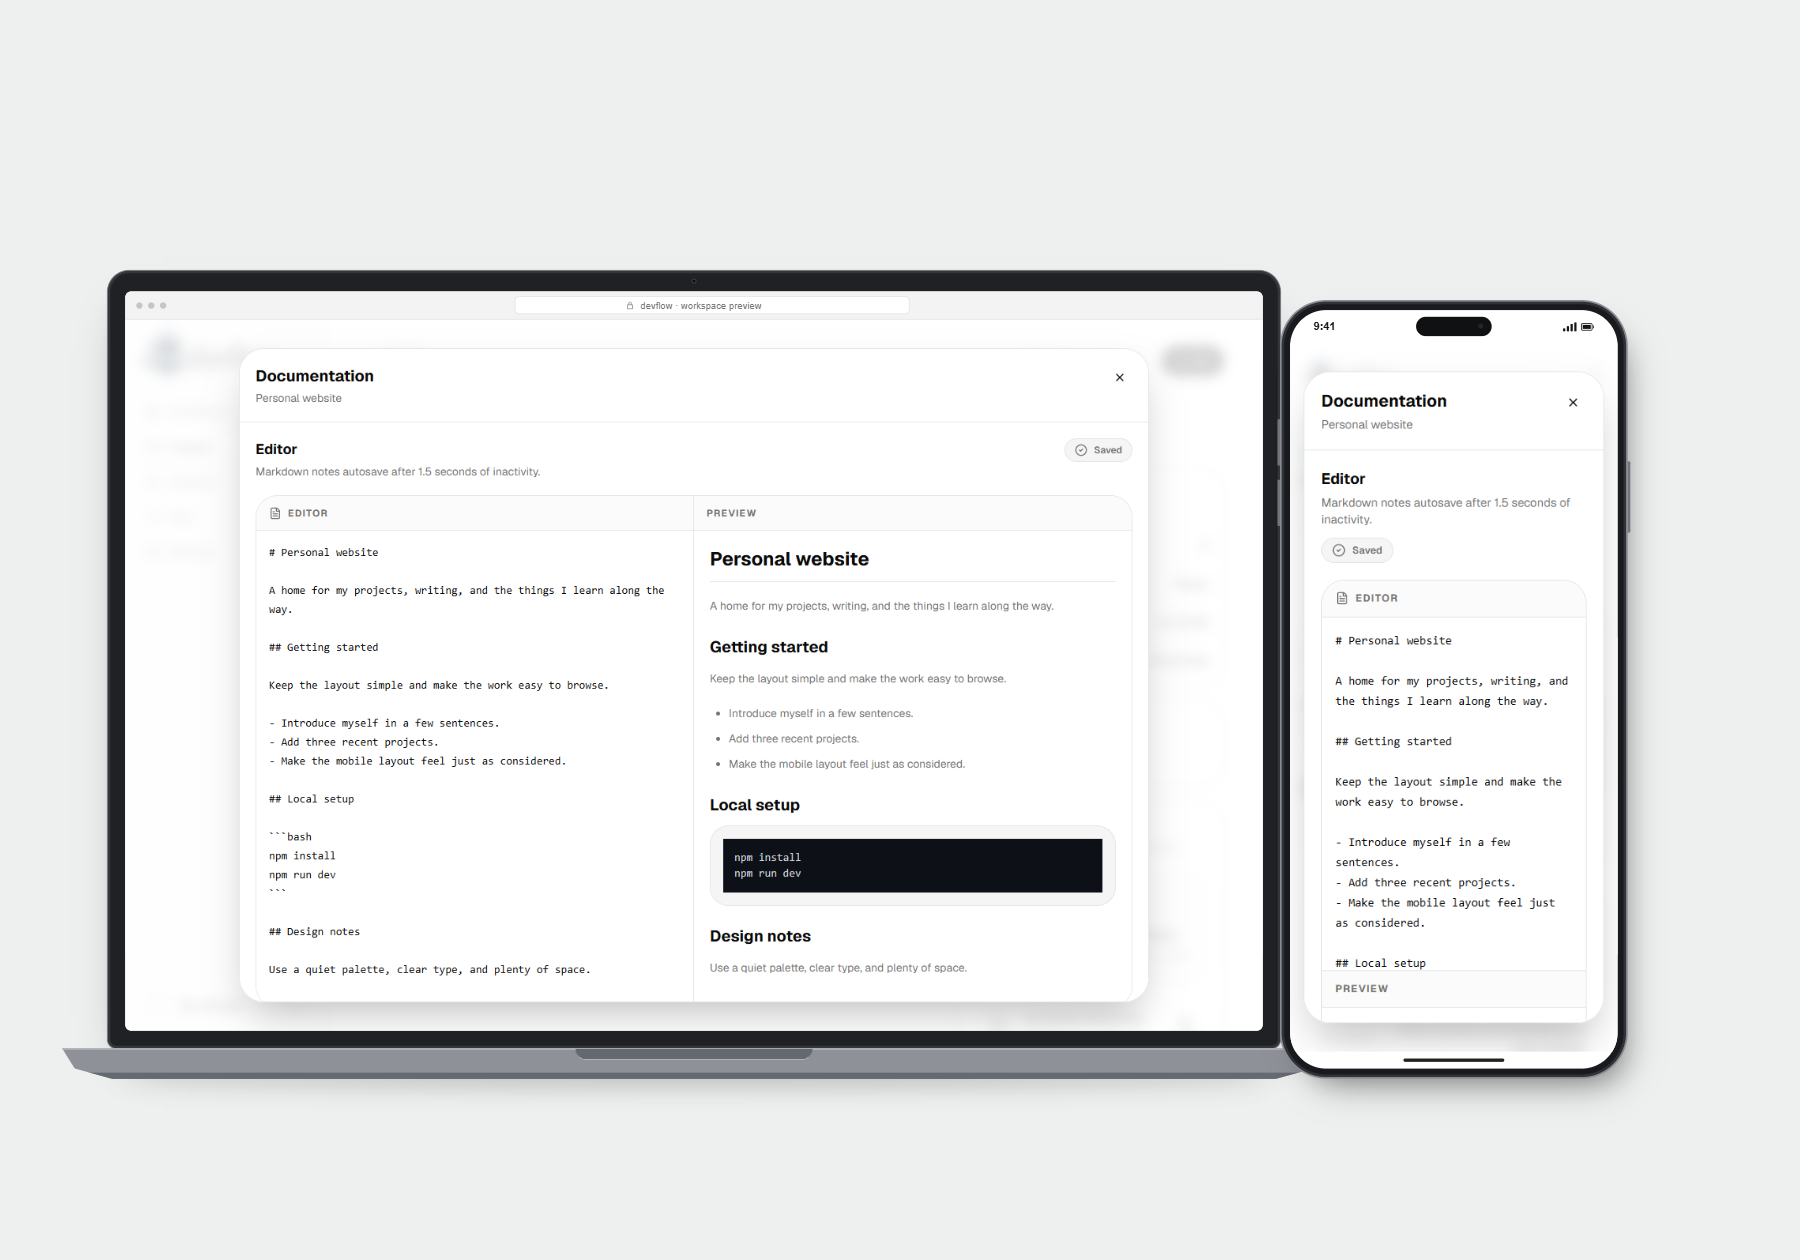 devflow · workspace preview
Documentation
Personal website
Editor
Saved
Markdown notes autosave after 1.5 seconds of inactivity.
EDITOR
# Personal website
A home for my projects, writing, and the things I learn along the
way.
## Getting started
Keep the layout simple and make the work easy to browse.
- Introduce myself in a few sentences.
- Add three recent projects.
- Make the mobile layout feel just as considered.
## Local setup
```bash
npm install
npm run dev
```
## Design notes
Use a quiet palette, clear type, and plenty of space.
PREVIEW
Personal website
A home for my projects, writing, and the things I learn along the way.
Getting started
Keep the layout simple and make the work easy to browse.
• Introduce myself in a few sentences.
• Add three recent projects.
• Make the mobile layout feel just as considered.
Local setup
npm install
npm run dev
Design notes
Use a quiet palette, clear type, and plenty of space.
9:41
Documentation
Personal website
Editor
Markdown notes autosave after 1.5 seconds of
inactivity.
Saved
EDITOR
# Personal website
A home for my projects, writing, and
the things I learn along the way.
## Getting started
Keep the layout simple and make the
work easy to browse.
- Introduce myself in a few
sentences.
- Add three recent projects.
- Make the mobile layout feel just
as considered.
## Local setup
PREVIEW